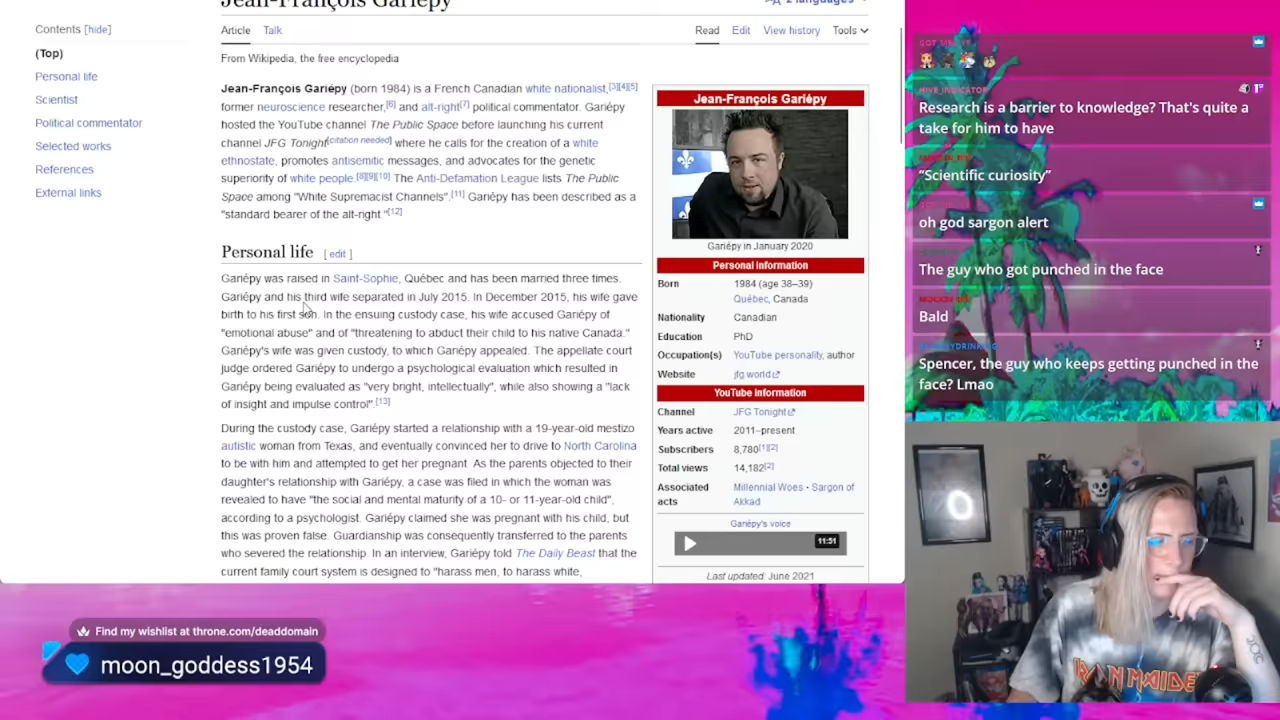 Jean-François Gariépy
2 languages
Contents [hide]
(Top)
Personal life
Scientist
Political commentator
Selected works
References
External links
Article Talk
Read Edit View history Tools
From Wikipedia, the free encyclopedia
Jean-François Gariépy (born 1984) is a French Canadian white nationalist,[3][4][5]
former neuroscience researcher,[6] and alt-right[7] political commentator. Gariépy
hosted the YouTube channel The Public Space before launching his current
channel JFG Tonight[citation needed] where he calls for the creation of a white
ethnostate, promotes antisemitic messages, and advocates for the genetic
superiority of white people.[8][9][10] The Anti-Defamation League lists The Public
Space among "White Supremacist Channels".[11] Gariépy has been described as a
"standard bearer of the alt-right."[12]
Personal life [ edit ]
Gariépy was raised in Saint-Sophie, Québec and has been married three times.
Gariépy and his third wife separated in July 2015. In December 2015, his wife gave
birth to his first son. In the ensuing custody case, his wife accused Gariépy of
"emotional abuse" and of "threatening to abduct their child to his native Canada."
Gariépy's wife was given custody, to which Gariépy appealed. The appellate court
judge ordered Gariépy to undergo a psychological evaluation which resulted in
Gariépy being evaluated as "very bright, intellectually", while also showing a "lack
of insight and impulse control".[13]
During the custody case, Gariépy started a relationship with a 19-year-old mestizo
autistic woman from Texas, and eventually convinced her to drive to North Carolina
to be with him and attempted to get her pregnant. As the parents objected to their
daughter's relationship with Gariépy, a case was filed in which the woman was
revealed to have "the social and mental maturity of a 10- or 11-year-old child",
according to a psychologist. Gariépy claimed she was pregnant with his child, but
this was proven false. Guardianship was consequently transferred to the parents
who severed the relationship. In an interview, Gariépy told The Daily Beast that the
current family court system is designed to "harass men, to harass white,
Jean-François Gariépy
Gariépy in January 2020
Personal information
Born 1984 (age 38–39)
Québec, Canada
Nationality Canadian
Education PhD
Occupation(s) YouTube personality, author
Website jfg.world
YouTube information
Channel JFG Tonight
Years active 2011–present
Subscribers 8,780[1][2]
Total views 14,182[2]
Associated acts Millennial Woes · Sargon of
Akkad
Gariépy's voice
11:51
Last updated: June 2021
HIVE_INDICATOR
Research is a barrier to knowledge? That's quite a
take for him to have
“Scientific curiosity”
oh god sargon alert
The guy who got punched in the face
Bald
Spencer, the guy who keeps getting punched in the
face? Lmao
Find my wishlist at throne.com/deaddomain
moon_goddess1954
IRON MAIDEN